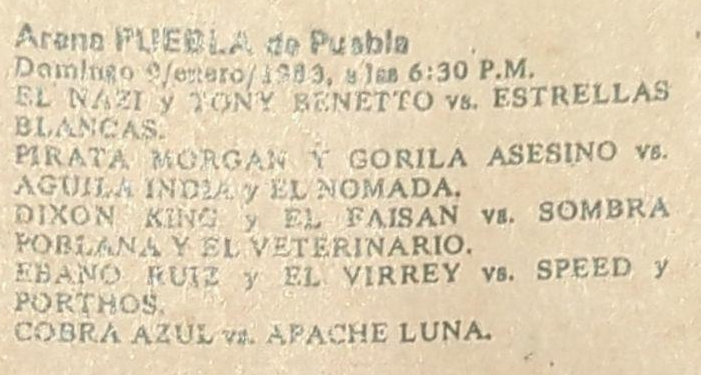 Arena PUEBLA de Puebla
Domingo 9/enero/1983, a las 6:30 P.M.
EL NAZI y TONY BENETTO vs. ESTRELLAS
BLANCAS.
PIRATA MORGAN Y GORILA ASESINO vs.
AGUILA INDIA y EL NOMADA.
DIXON KING y EL FAISAN vs. SOMBRA
POBLANA Y EL VETERINARIO.
EBANO RUIZ y EL VIRREY vs. SPEED y
PORTHOS.
COBRA AZUL vs. APACHE LUNA.